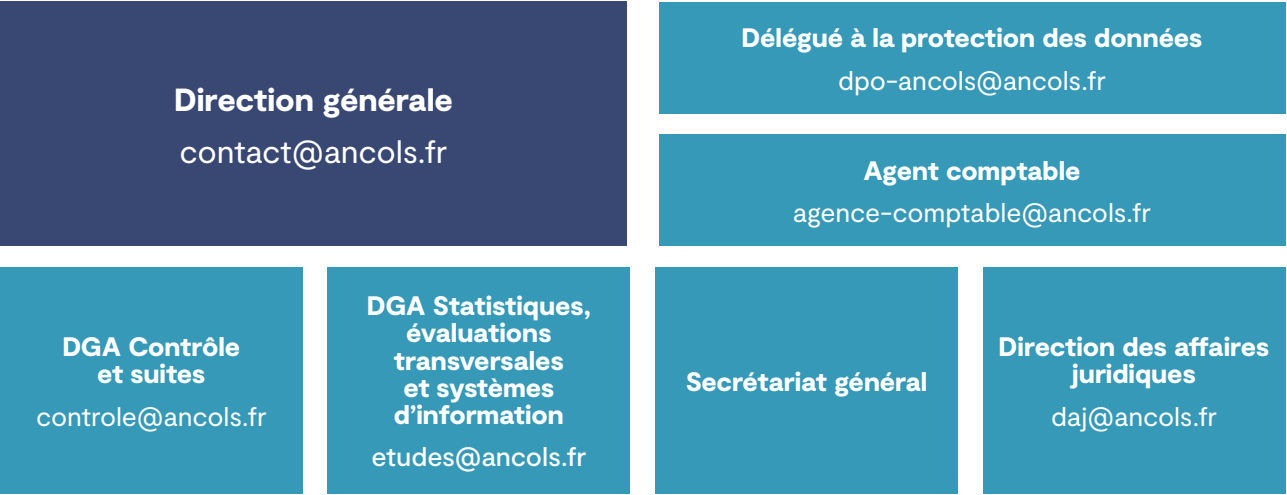 Direction générale
contact@ancols.fr
Délégué à la protection des données
dpo-ancols@ancols.fr
Agent comptable
agence-comptable@ancols.fr
DGA Contrôle
et suites
controle@ancols.fr
DGA Statistiques,
évaluations
transversales
et systèmes
d’information
etudes@ancols.fr
Secrétariat général
Direction des affaires
juridiques
daj@ancols.fr